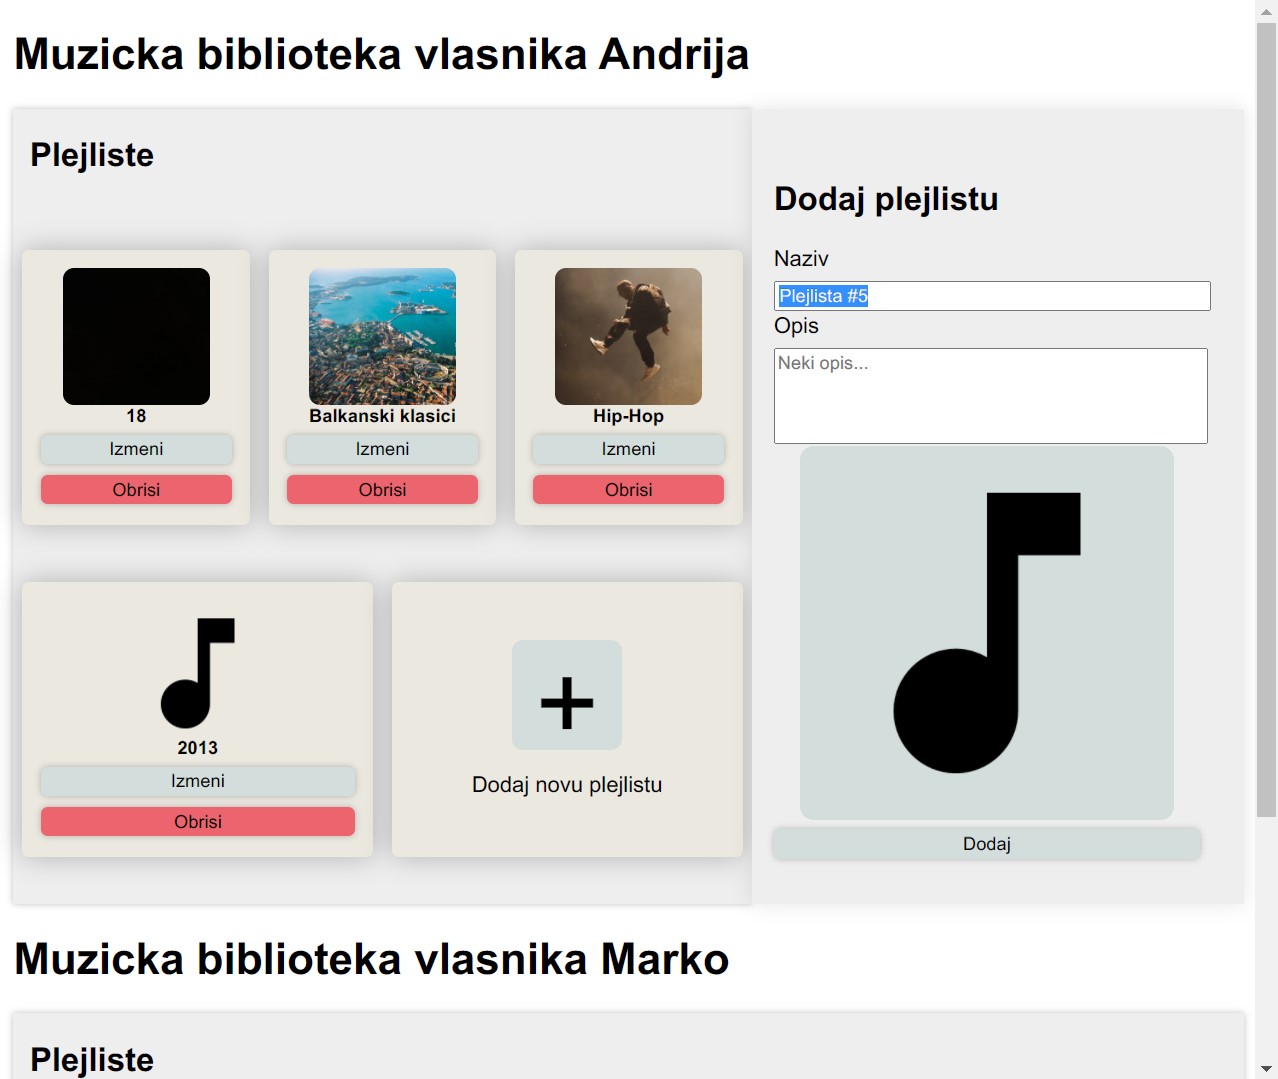 Muzicka biblioteka vlasnika Andrija
Plejliste
18
Izmeni
Obrisi
Balkanski klasici
Izmeni
Obrisi
Hip-Hop
Izmeni
Obrisi
2013
Izmeni
Obrisi
+
Dodaj novu plejlistu
Dodaj plejlistu
Naziv
Plejlista #5
Opis
Neki opis...
Dodaj
Muzicka biblioteka vlasnika Marko
Plejliste